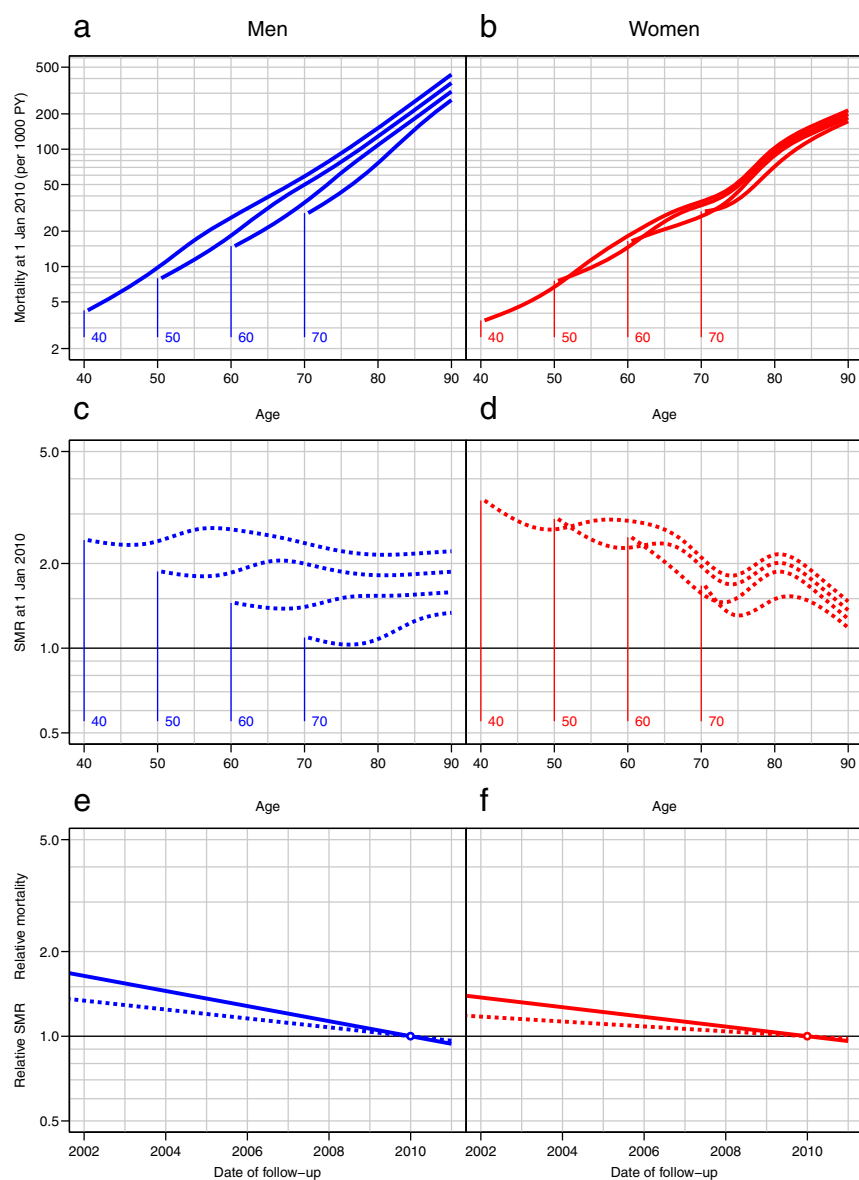 a Men
b Women
Mortality at 1 Jan 2010 (per 1000 PY)
500
200
100
50
20
10
5
2
40 50 60 70
40 50 60 70
40 50 60 70 80 90
40 50 60 70 80 90
Age
Age
c
d
SMR at 1 Jan 2010
5.0
2.0
1.0
0.5
40 50 60 70
40 50 60 70
40 50 60 70 80 90
40 50 60 70 80 90
Age
Age
e
f
Relative SMR Relative mortality
5.0
2.0
1.0
0.5
2002 2004 2006 2008 2010
2002 2004 2006 2008 2010
Date of follow−up
Date of follow−up